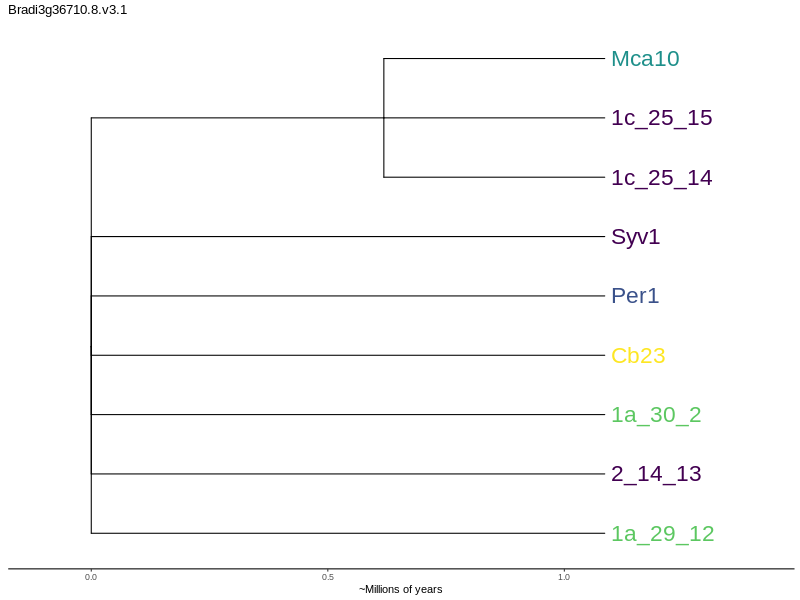 Bradi3g36710.8.v3.1
Mca10
1c_25_15
1c_25_14
Syv1
Per1
Cb23
1a_30_2
2_14_13
1a_29_12
0.0 0.5 1.0
~Millions of years